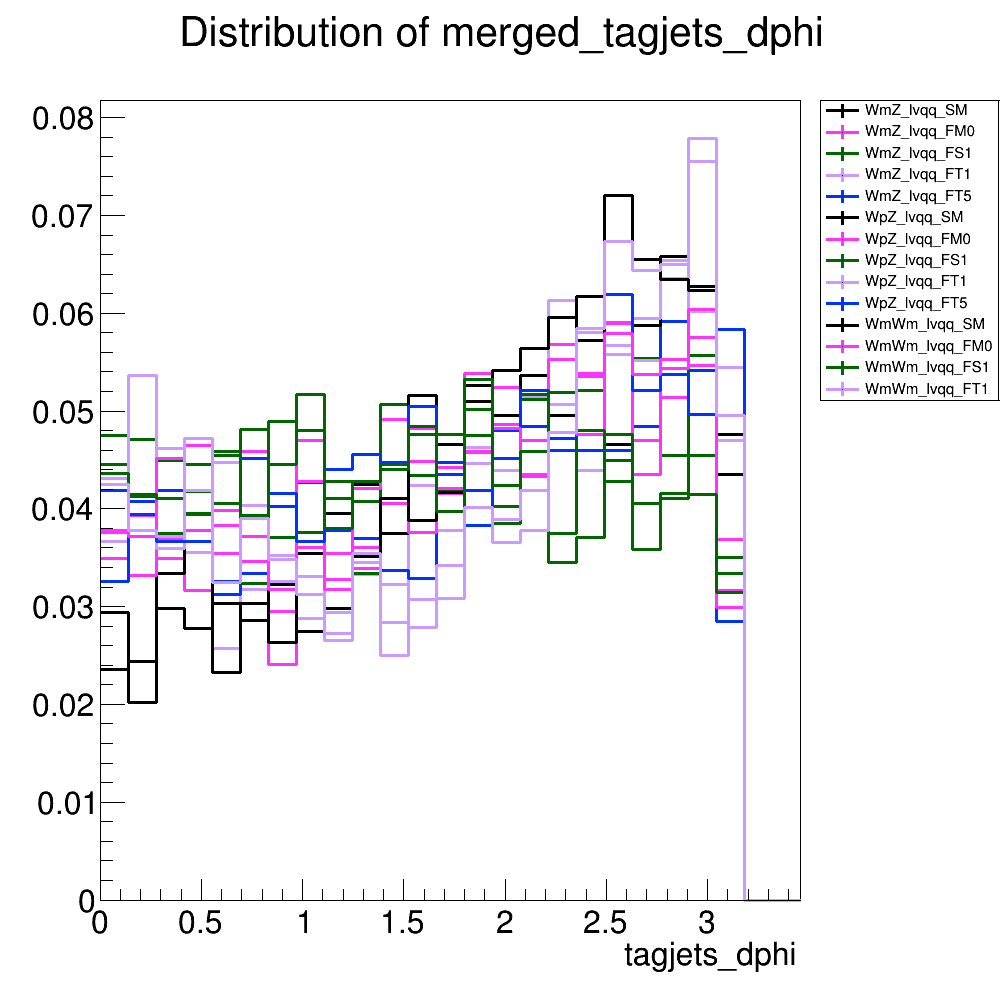 Distribution of merged_tagjets_dphi
0.08
0.07
0.06
0.05
0.04
0.03
0.02
0.01
0
0 0.5 1 1.5 2 2.5 3
tagjets_dphi
WmZ_lvqq_SM
WmZ_lvqq_FM0
WmZ_lvqq_FS1
WmZ_lvqq_FT1
WmZ_lvqq_FT5
WpZ_lvqq_SM
WpZ_lvqq_FM0
WpZ_lvqq_FS1
WpZ_lvqq_FT1
WpZ_lvqq_FT5
WmWm_lvqq_SM
WmWm_lvqq_FM0
WmWm_lvqq_FS1
WmWm_lvqq_FT1